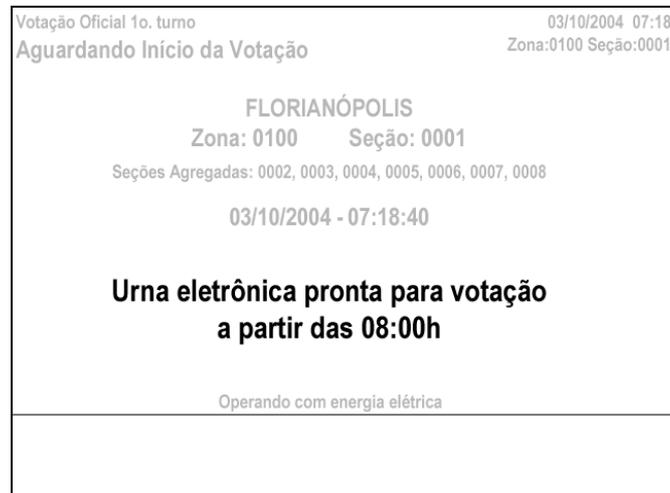 Votação Oficial 1o. turno 03/10/2004 07:18
Aguardando Início da Votação Zona:0100 Seção:0001
FLORIANÓPOLIS
Zona: 0100 Seção: 0001
Seções Agregadas: 0002, 0003, 0004, 0005, 0006, 0007, 0008
03/10/2004 - 07:18:40
Urna eletrônica pronta para votação
a partir das 08:00h
Operando com energia elétrica